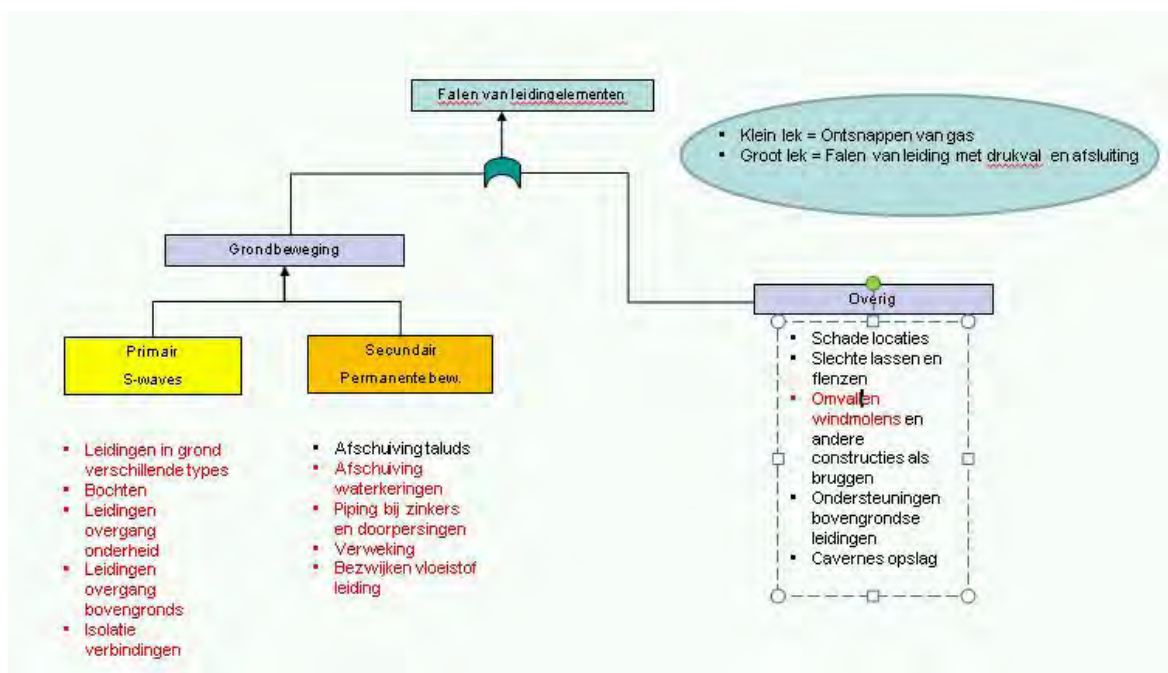 Falen van leidingelementen
▪ Klein lek = Ontsnappen van gas
▪ Groot lek = Falen van leiding met drukval en afsluiting
Grondbeweging
Overig
Primair
S-waves
Secundair
Permanente bew.
▪ Leidingen in grond
verschillende types
▪ Bochten
▪ Leidingen
overgang
onderheid
▪ Leidingen
overgang
bovengronds
▪ Isolatie
verbindingen
▪ Afschuiving taluds
▪ Afschuiving
waterkeringen
▪ Piping bij zinkers
en doorpersingen
▪ Verweking
▪ Bezwijken vloeistof
leiding
▪ Schade locaties
▪ Slechte lassen en
flenzen
▪ Omvallen
windmolens en
andere
constructies als
bruggen
▪ Ondersteuningen
bovengrondse
leidingen
▪ Cavernes opslag